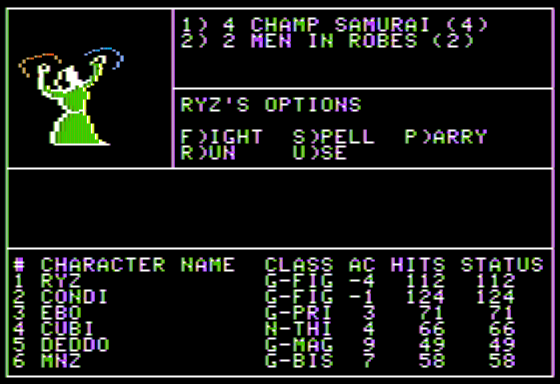 1) 4 CHAMP SAMURAI (4)
2) 2 MEN IN ROBES (2)
RYZ'S OPTIONS
F)IGHT S)PELL P)ARRY
R)UN U)SE
# CHARACTER NAME CLASS AC HITS STATUS
1 RYZ G-FIG -4 112 112
2 CONDI G-FIG -1 124 124
3 EBO G-PRI 3 71 71
4 CUBI N-THI 4 66 66
5 DEDDO G-MAG 9 49 49
6 MNZ G-BIS 7 58 58